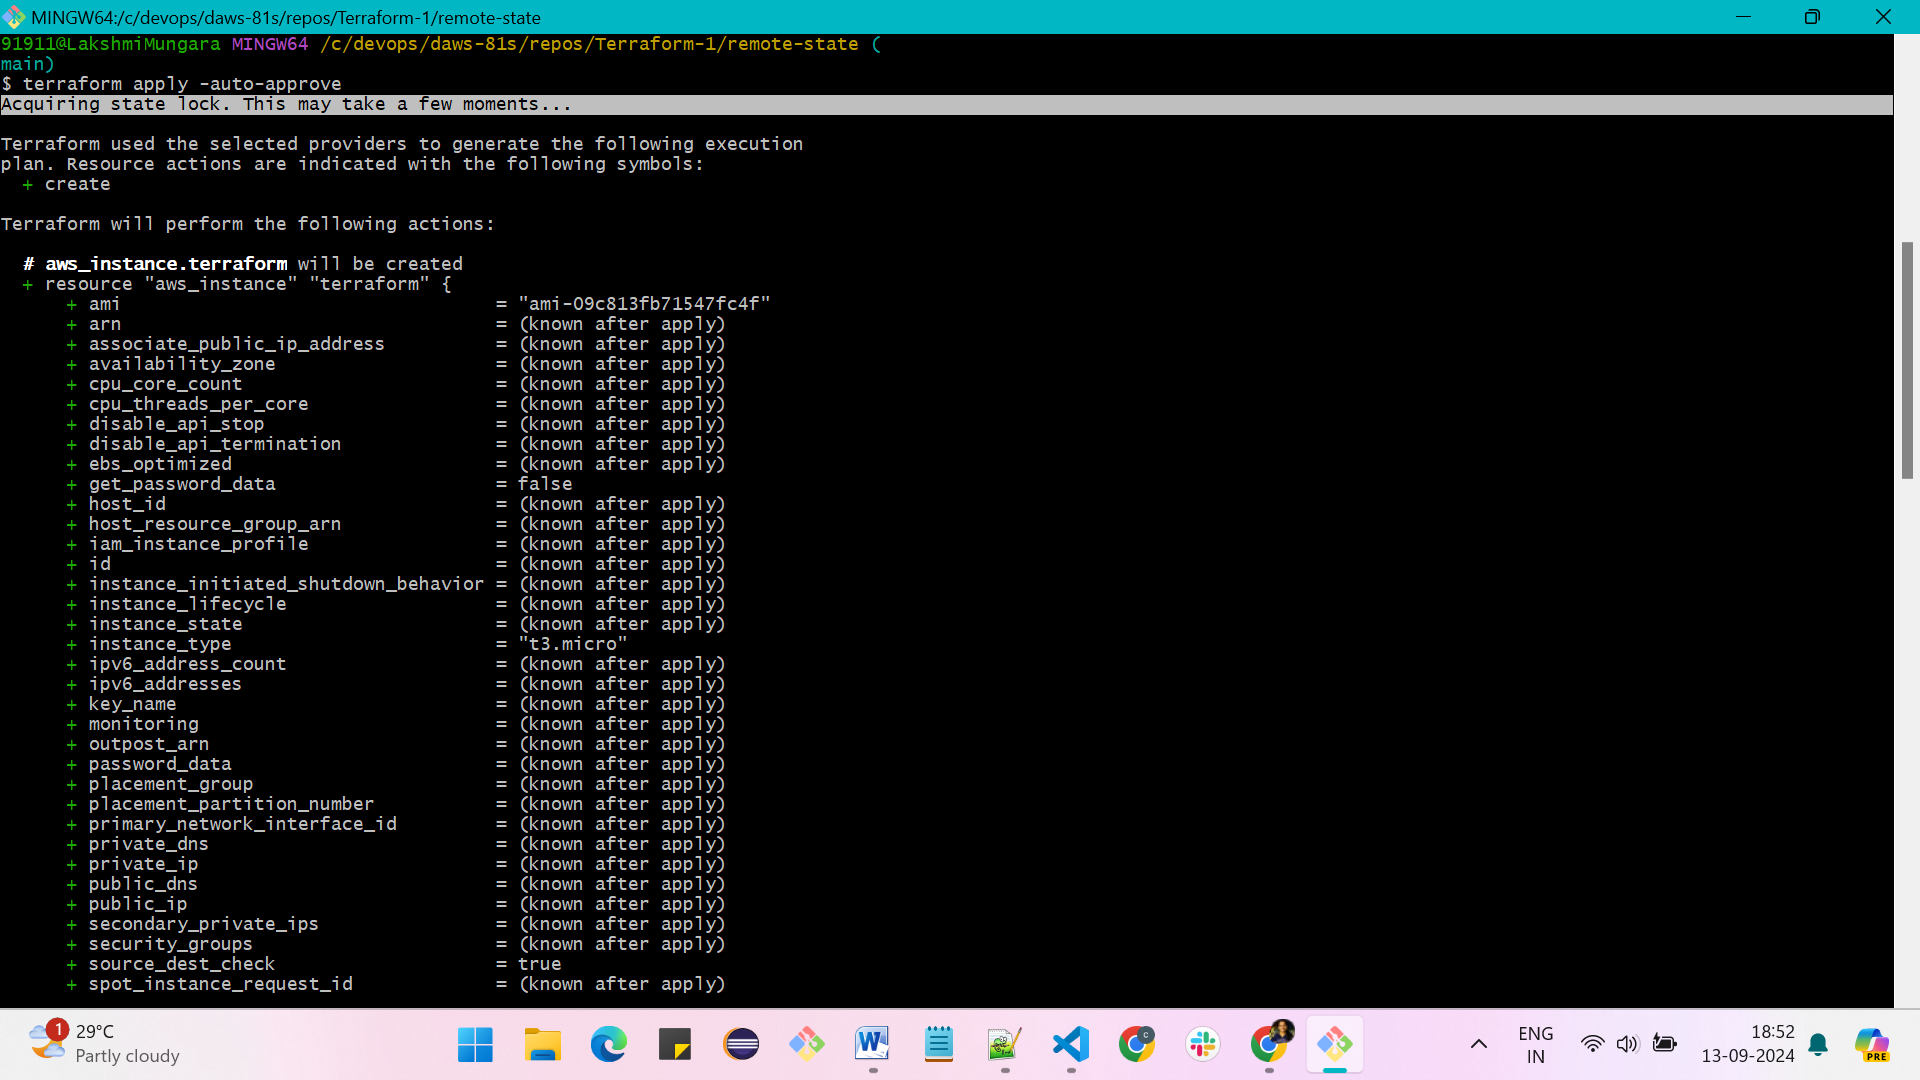 MINGW64:/c/devops/daws-81s/repos/Terraform-1/remote-state
91911@LakshmiMungara MINGW64 /c/devops/daws-81s/repos/Terraform-1/remote-state (
main)
$ terraform apply -auto-approve
Acquiring state lock. This may take a few moments...
Terraform used the selected providers to generate the following execution
plan. Resource actions are indicated with the following symbols:
  + create
Terraform will perform the following actions:
  # aws_instance.terraform will be created
  + resource "aws_instance" "terraform" {
      + ami                                  = "ami-09c813fb71547fc4f"
      + arn                                  = (known after apply)
      + associate_public_ip_address          = (known after apply)
      + availability_zone                    = (known after apply)
      + cpu_core_count                       = (known after apply)
      + cpu_threads_per_core                 = (known after apply)
      + disable_api_stop                     = (known after apply)
      + disable_api_termination              = (known after apply)
      + ebs_optimized                        = (known after apply)
      + get_password_data                    = false
      + host_id                              = (known after apply)
      + host_resource_group_arn              = (known after apply)
      + iam_instance_profile                 = (known after apply)
      + id                                   = (known after apply)
      + instance_initiated_shutdown_behavior = (known after apply)
      + instance_lifecycle                   = (known after apply)
      + instance_state                       = (known after apply)
      + instance_type                        = "t3.micro"
      + ipv6_address_count                   = (known after apply)
      + ipv6_addresses                       = (known after apply)
      + key_name                             = (known after apply)
      + monitoring                           = (known after apply)
      + outpost_arn                          = (known after apply)
      + password_data                        = (known after apply)
      + placement_group                      = (known after apply)
      + placement_partition_number           = (known after apply)
      + primary_network_interface_id         = (known after apply)
      + private_dns                          = (known after apply)
      + private_ip                           = (known after apply)
      + public_dns                           = (known after apply)
      + public_ip                            = (known after apply)
      + secondary_private_ips                = (known after apply)
      + security_groups                      = (known after apply)
      + source_dest_check                    = true
      + spot_instance_request_id             = (known after apply)
1
29°C
Partly cloudy
W
C
ENG
IN
18:52
13-09-2024
PRE